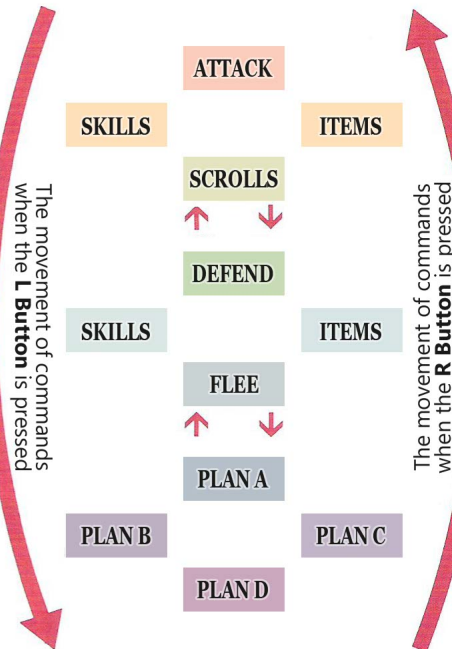 ATTACK
SKILLS
ITEMS
SCROLLS
DEFEND
SKILLS
ITEMS
FLEE
PLAN A
PLAN B
PLAN C
PLAN D
The movement of commands
when the L Button is pressed
The movement of commands
when the R Button is pressed